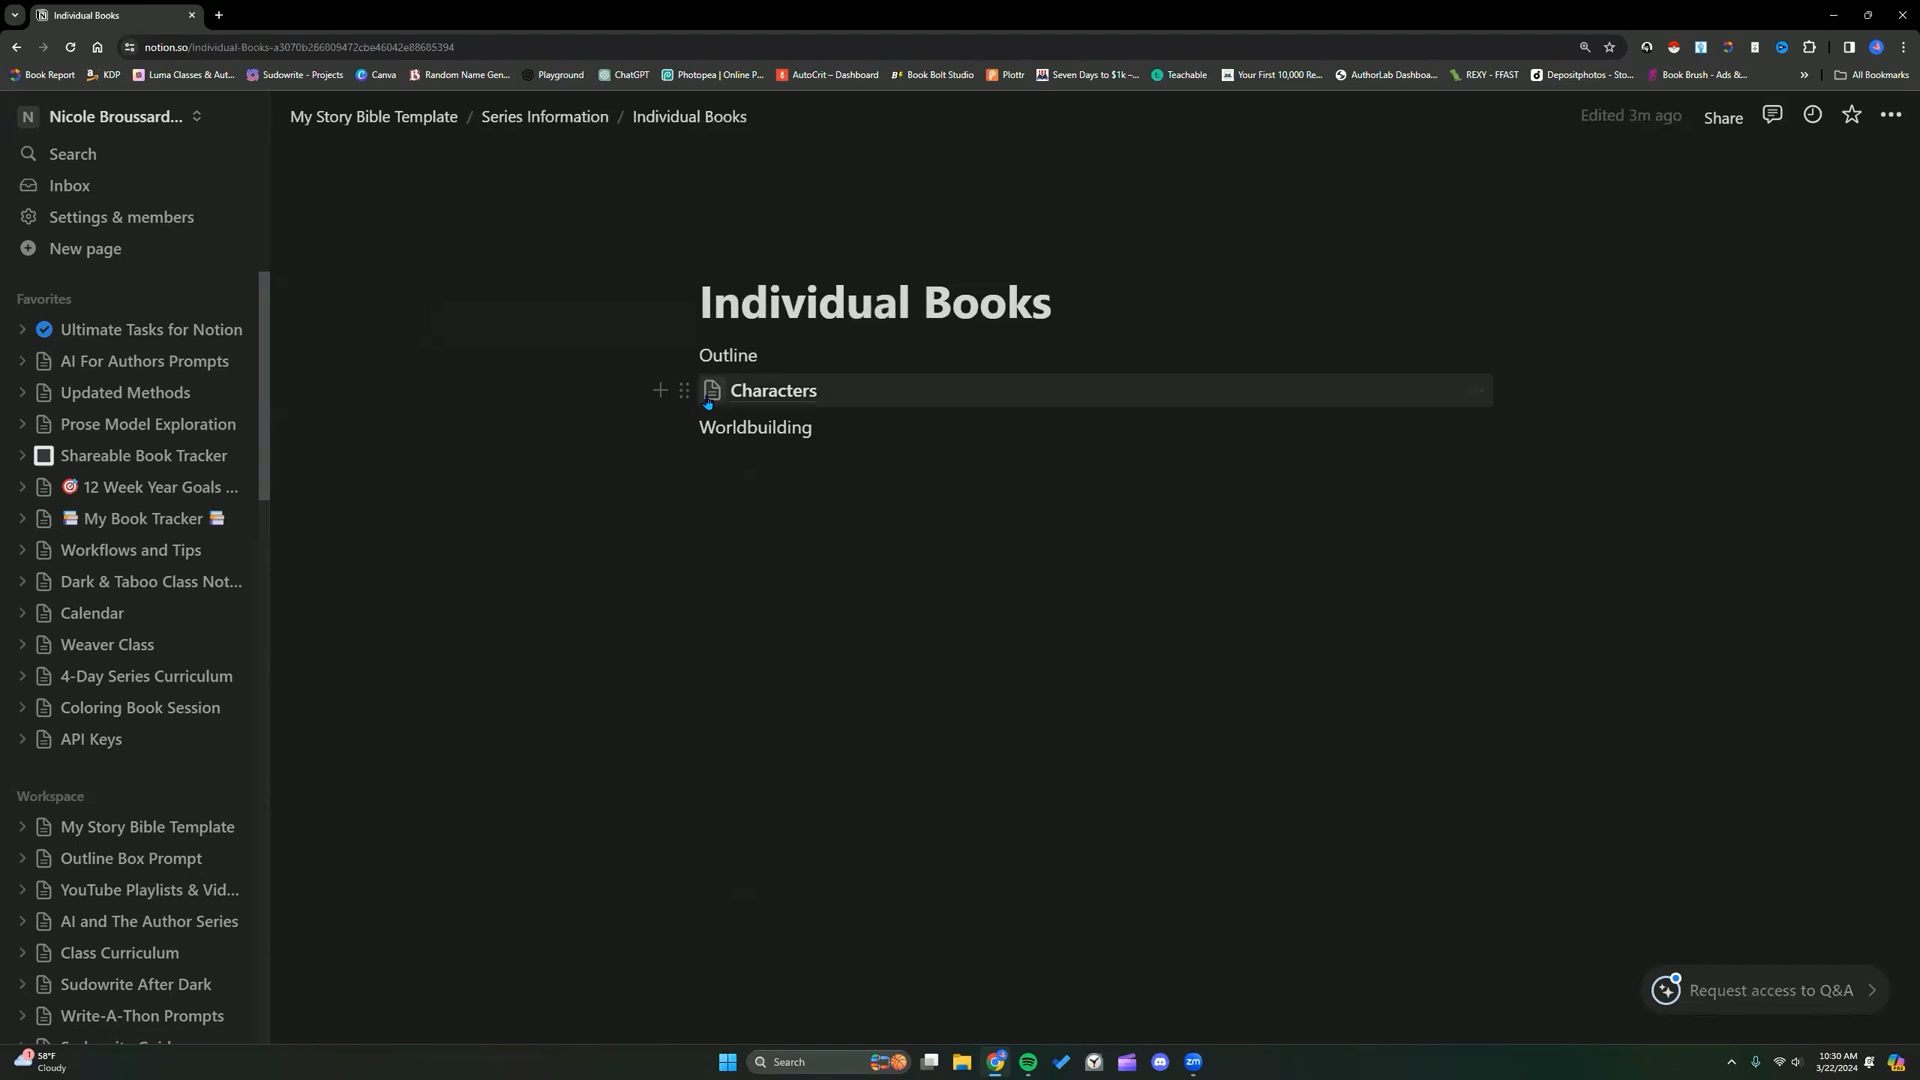 Individual Books
notion.so/Individual-Books-a3070b266809472cbe46042e88685394
Book Report
KDP
Luma Classes & Aut...
Sudowrite - Projects
Canva
Random Name Gen...
Playground
ChatGPT
Photopea | Online P...
AutoCrit – Dashboard
Book Bolt Studio
Plottr
Seven Days to $1k –...
Teachable
Your First 10,000 Re...
AuthorLab Dashboa...
REXY - FFAST
Depositphotos - Sto...
Book Brush - Ads &...
All Bookmarks
N Nicole Broussard...
My Story Bible Template / Series Information / Individual Books
Edited 3m ago
Share
Search
Inbox
Settings & members
New page
Favorites
Ultimate Tasks for Notion
AI For Authors Prompts
Updated Methods
Prose Model Exploration
Shareable Book Tracker
12 Week Year Goals ...
My Book Tracker
Workflows and Tips
Dark & Taboo Class Not...
Calendar
Weaver Class
4-Day Series Curriculum
Coloring Book Session
API Keys
Workspace
My Story Bible Template
Outline Box Prompt
YouTube Playlists & Vid...
AI and The Author Series
Class Curriculum
Sudowrite After Dark
Write-A-Thon Prompts
Individual Books
Outline
Characters
Worldbuilding
Request access to Q&A
1
58°F
Cloudy
Search
zm
10:30 AM
3/22/2024